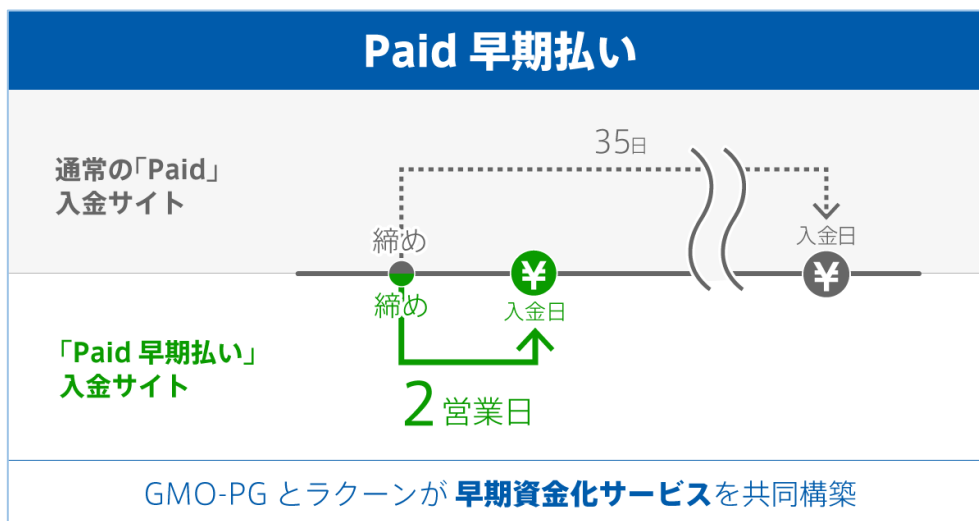 Paid 早期払い
35日
通常の「Paid」
入金サイト
締め
入金日
¥
¥
締め
入金日
「Paid 早期払い」
入金サイト
2営業日
GMO-PG とラクーンが 早期資金化サービスを共同構築